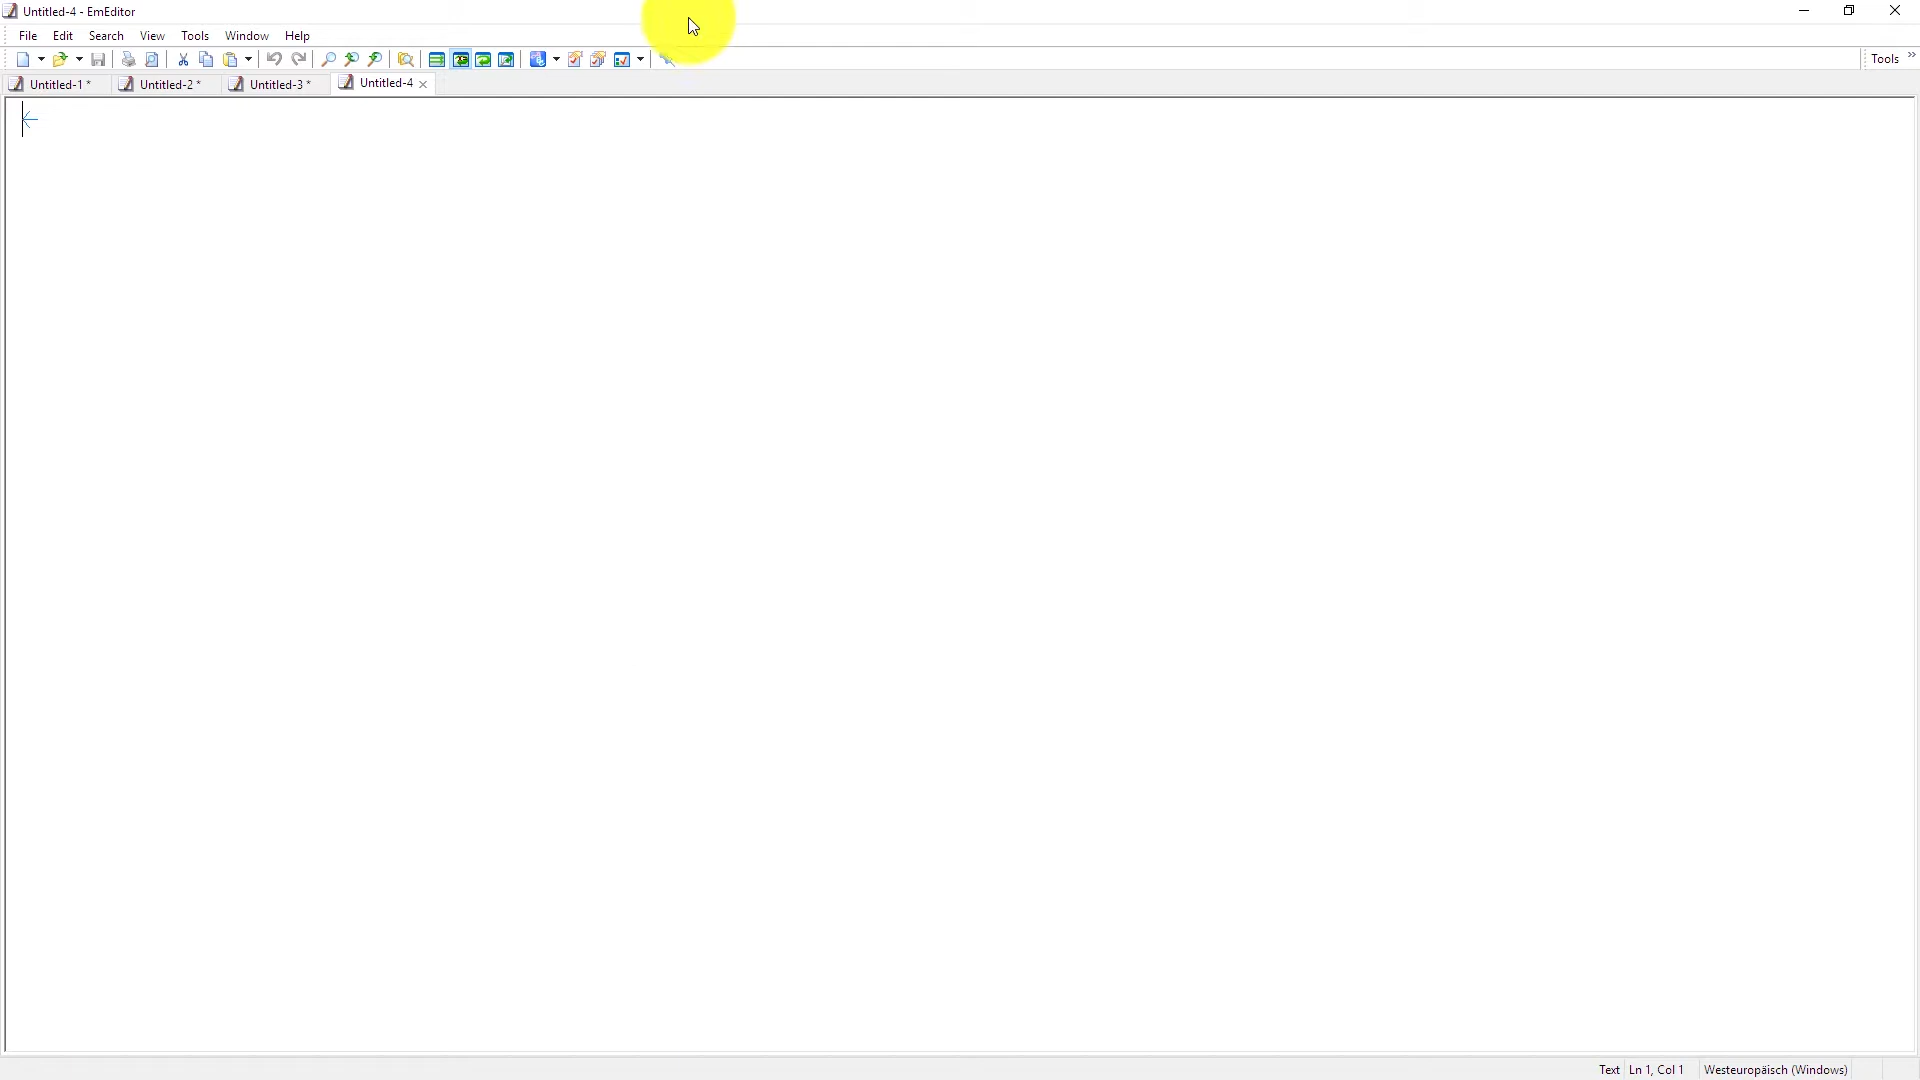 Untitled-4 - EmEditor
File Edit Search View Tools Window Help
Tools
Untitled-1 * Untitled-2 * Untitled-3 * Untitled-4
Text Ln 1, Col 1 Westeuropäisch (Windows)